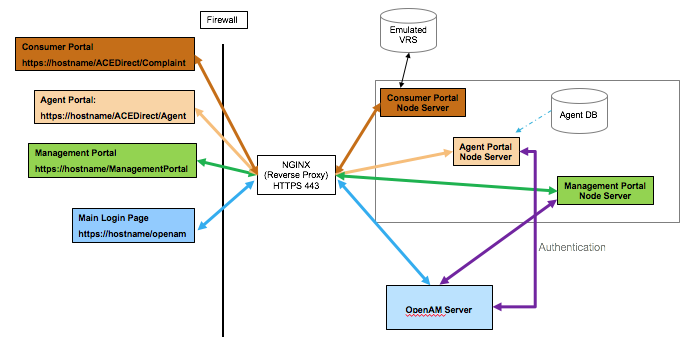 Firewall
Emulated
VRS
Consumer Portal
https://hostname/ACEDirect/Complaint
Agent Portal:
https://hostname/ACEDirect/Agent
Management Portal
https://hostname/ManagementPortal
Main Login Page
https://hostname/openam
NGINX
(Reverse Proxy)
HTTPS 443
Consumer Portal
Node Server
Agent DB
Agent Portal
Node Server
Management Portal
Node Server
Authentication
OpenAM Server